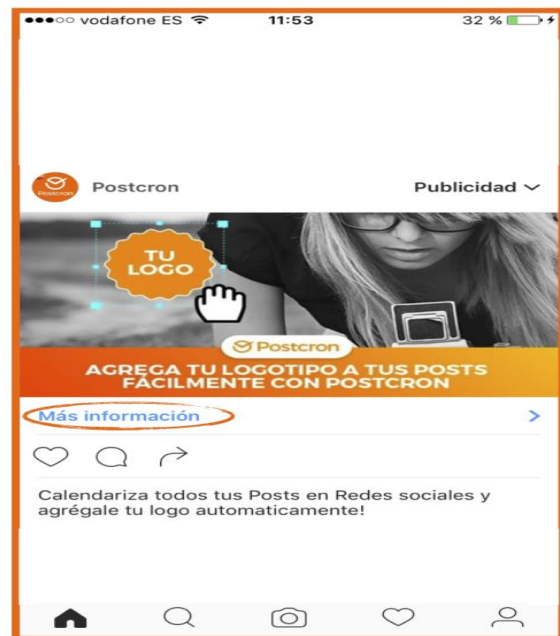 vodafone ES 11:53 32 %
Postcron
Postcron Publicidad
TU
LOGO
Postcron
AGREGA TU LOGOTIPO A TUS POSTS
FÁCILMENTE CON POSTCRON
Más información
Calendariza todos tus Posts en Redes sociales y
agrégale tu logo automaticamente!